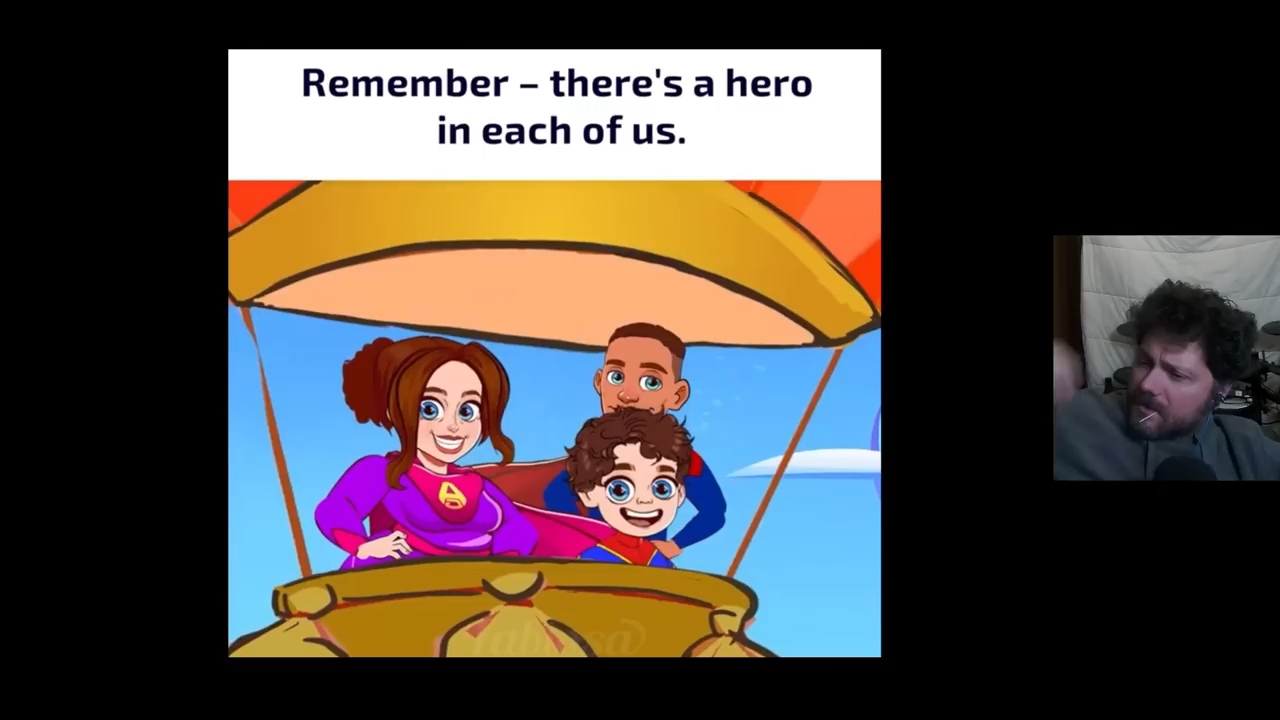 Remember – there's a hero
in each of us.